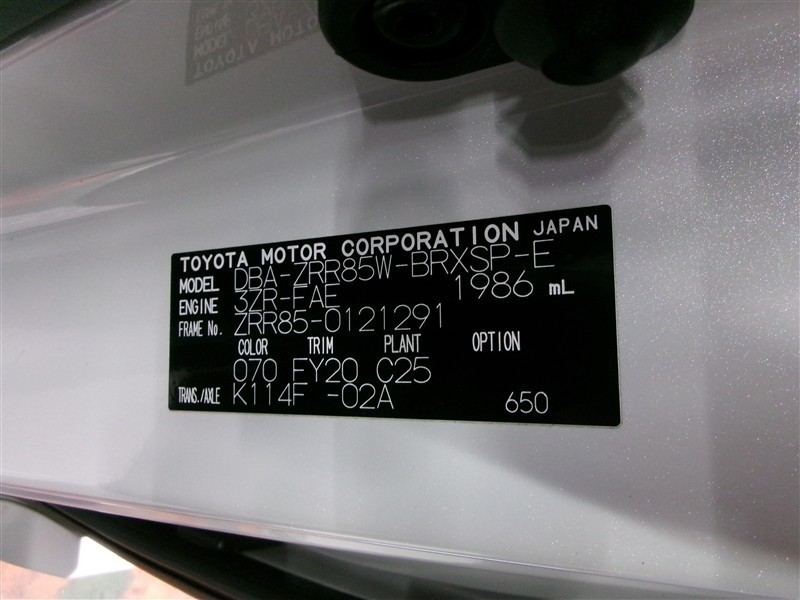 TOYOTA MOTOR CORPORATION JAPAN
MODEL DBA-ZRR85W-BRXSP-E
ENGINE 3ZR-FAE 1986 mL
FRAME No. ZRR85-0121291
COLOR TRIM PLANT OPTION
070 FY20 C25
TRANS./AXLE K114F -02A 650